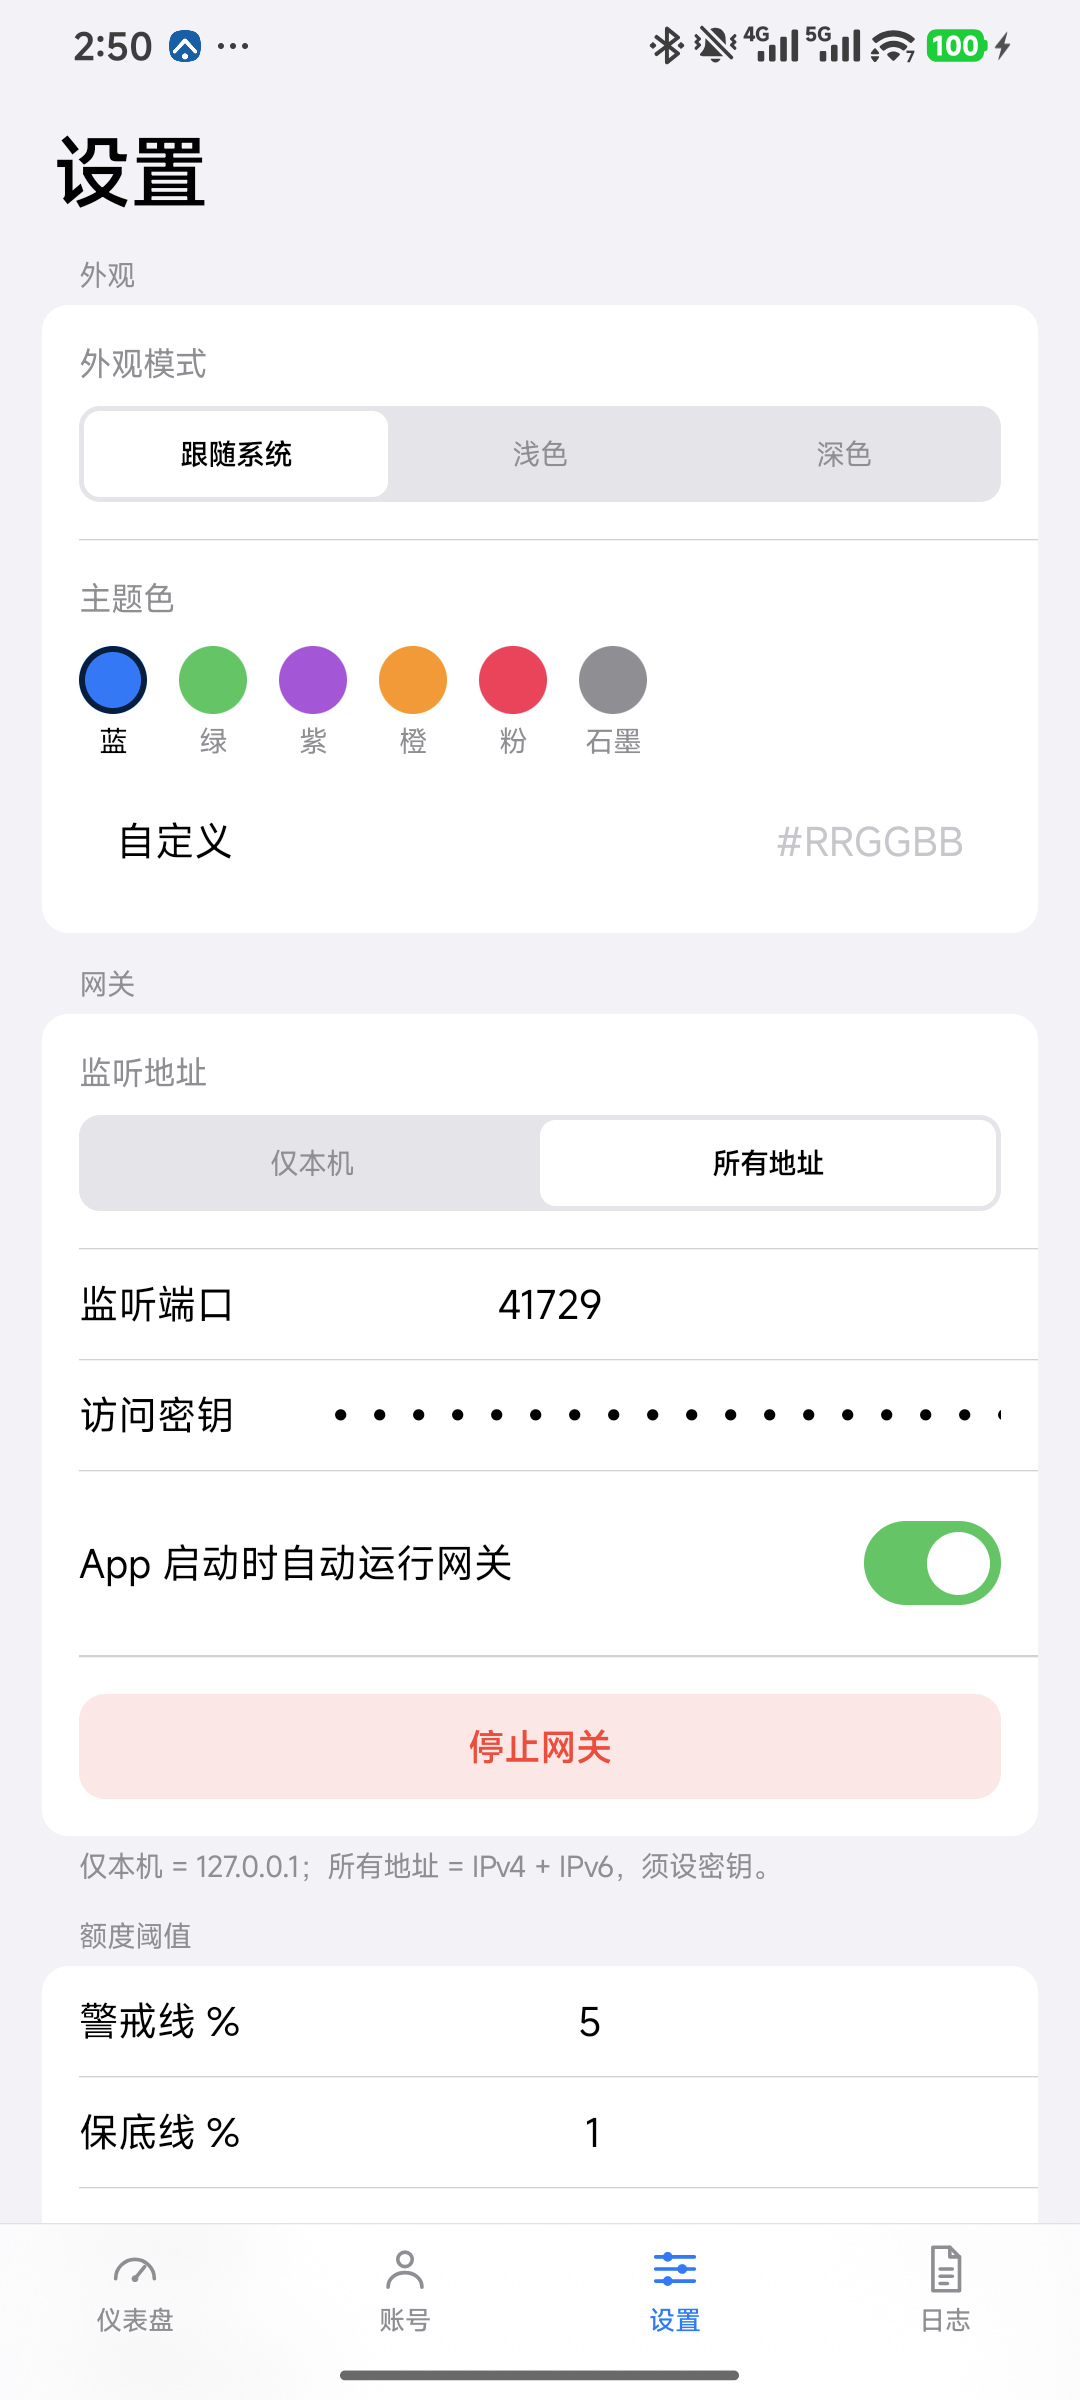 2:50 ... 4G 5G 7 100
设置
外观
外观模式
跟随系统 浅色 深色
主题色
蓝 绿 紫 橙 粉 石墨
自定义 #RRGGBB
网关
监听地址
仅本机 所有地址
监听端口 41729
访问密钥 •••••••••••••••••
App 启动时自动运行网关
停止网关
仅本机 = 127.0.0.1；所有地址 = IPv4 + IPv6，须设密钥。
额度阈值
警戒线 % 5
保底线 % 1
仪表盘 账号 设置 日志